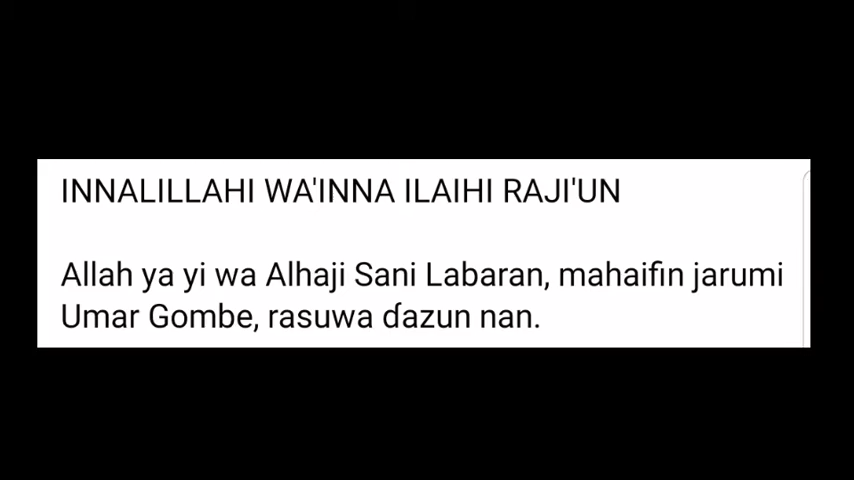 INNALILLAHI WA'INNA ILAIHI RAJI'UN
Allah ya yi wa Alhaji Sani Labaran, mahaifin jarumi
Umar Gombe, rasuwa ɗazun nan.